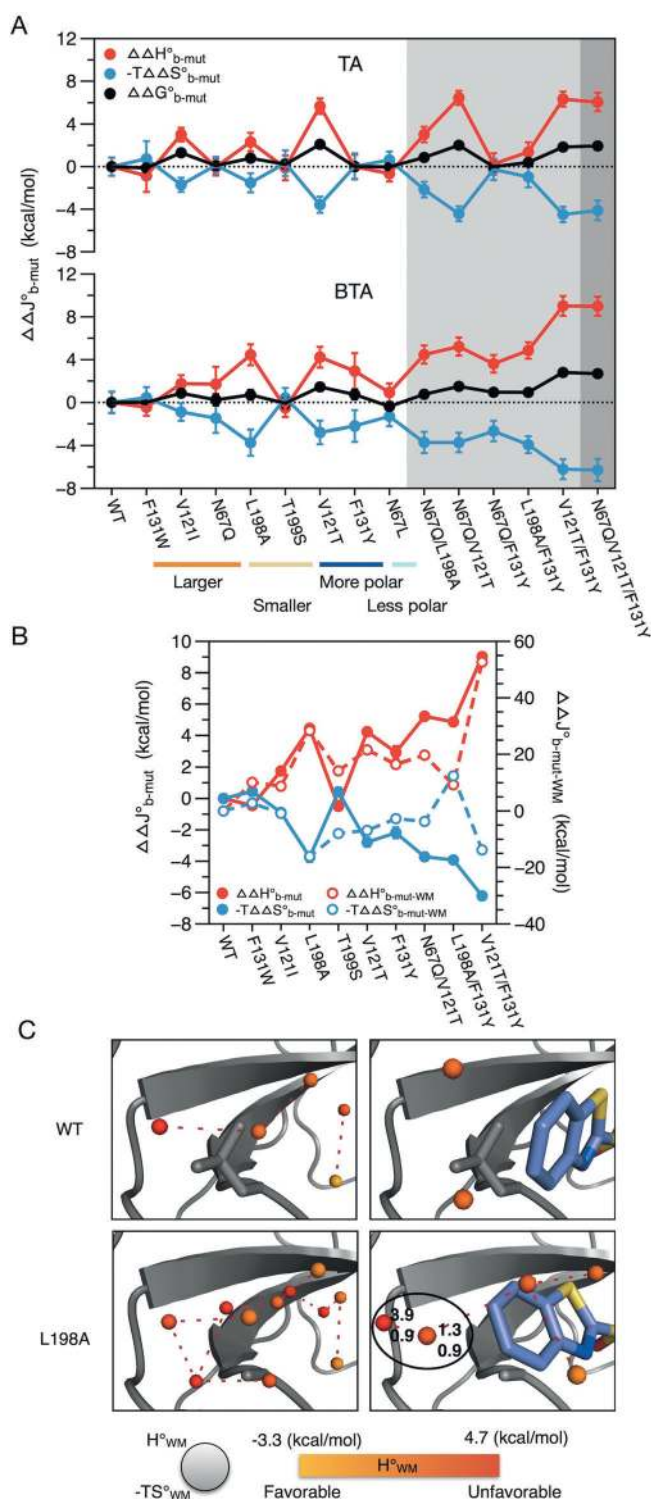 A
12
8
4
0
−4
−8
8
4
0
−4
−8
ΔΔJ°b-mut (kcal/mol)
ΔΔH°b-mut
-TΔΔS°b-mut
ΔΔG°b-mut
TA
BTA
WT
F131W
V121I
N67Q
L198A
T199S
V121T
F131Y
N67L
N67Q/L198A
N67Q/V121T
N67Q/F131Y
L198A/F131Y
V121T/F131Y
N67Q/V121T/F131Y
Larger
Smaller
More polar
Less polar
B
10
8
6
4
2
0
−2
−4
−6
−8
ΔΔJ°b-mut (kcal/mol)
60
40
20
0
−20
−40
ΔΔJ°b-mut-WM (kcal/mol)
ΔΔH°b-mut
-TΔΔS°b-mut
ΔΔH°b-mut-WM
-TΔΔS°b-mut-WM
WT
F131W
V121I
L198A
T199S
V121T
F131Y
N67Q/V121T
L198A/F131Y
V121T/F131Y
C
WT
L198A
3.9
0.9
1.3
0.9
H°WM
-TS°WM
-3.3 (kcal/mol)
4.7 (kcal/mol)
H°WM
Favorable
Unfavorable